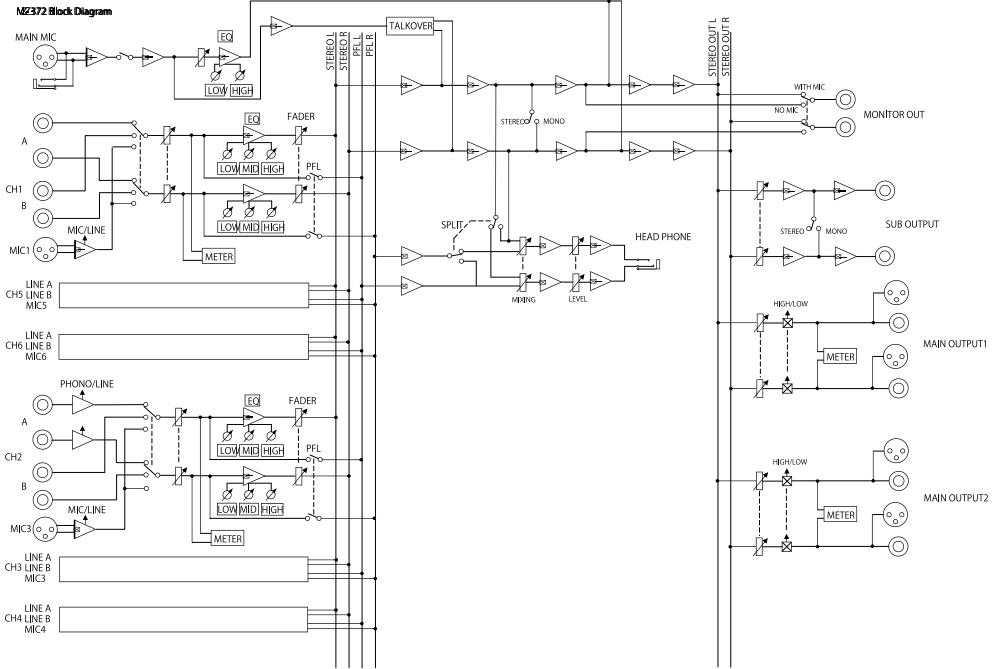 MZ372 Block Diagram
MAIN MIC
EQ
LOW HIGH
TALKOVER
STEREO L
STEREO R
PFL L
PFL R
STEREO OUT L
STEREO OUT R
WITH MIC
NO MIC
MONITOR OUT
STEREO MONO
A
CH1
B
MIC1
MIC/LINE
EQ
FADER
LOW MID HIGH
PFL
LOW MID HIGH
METER
SPLIT
HEAD PHONE
MIXING
LEVEL
STEREO MONO
SUB OUTPUT
LINE A
CH5 LINE B
MIC5
LINE A
CH6 LINE B
MIC6
HIGH/LOW
METER
MAIN OUTPUT1
PHONO/LINE
A
CH2
B
MIC3
MIC/LINE
EQ
FADER
LOW MID HIGH
PFL
LOW MID HIGH
METER
HIGH/LOW
METER
MAIN OUTPUT2
LINE A
CH3 LINE B
MIC3
LINE A
CH4 LINE B
MIC4